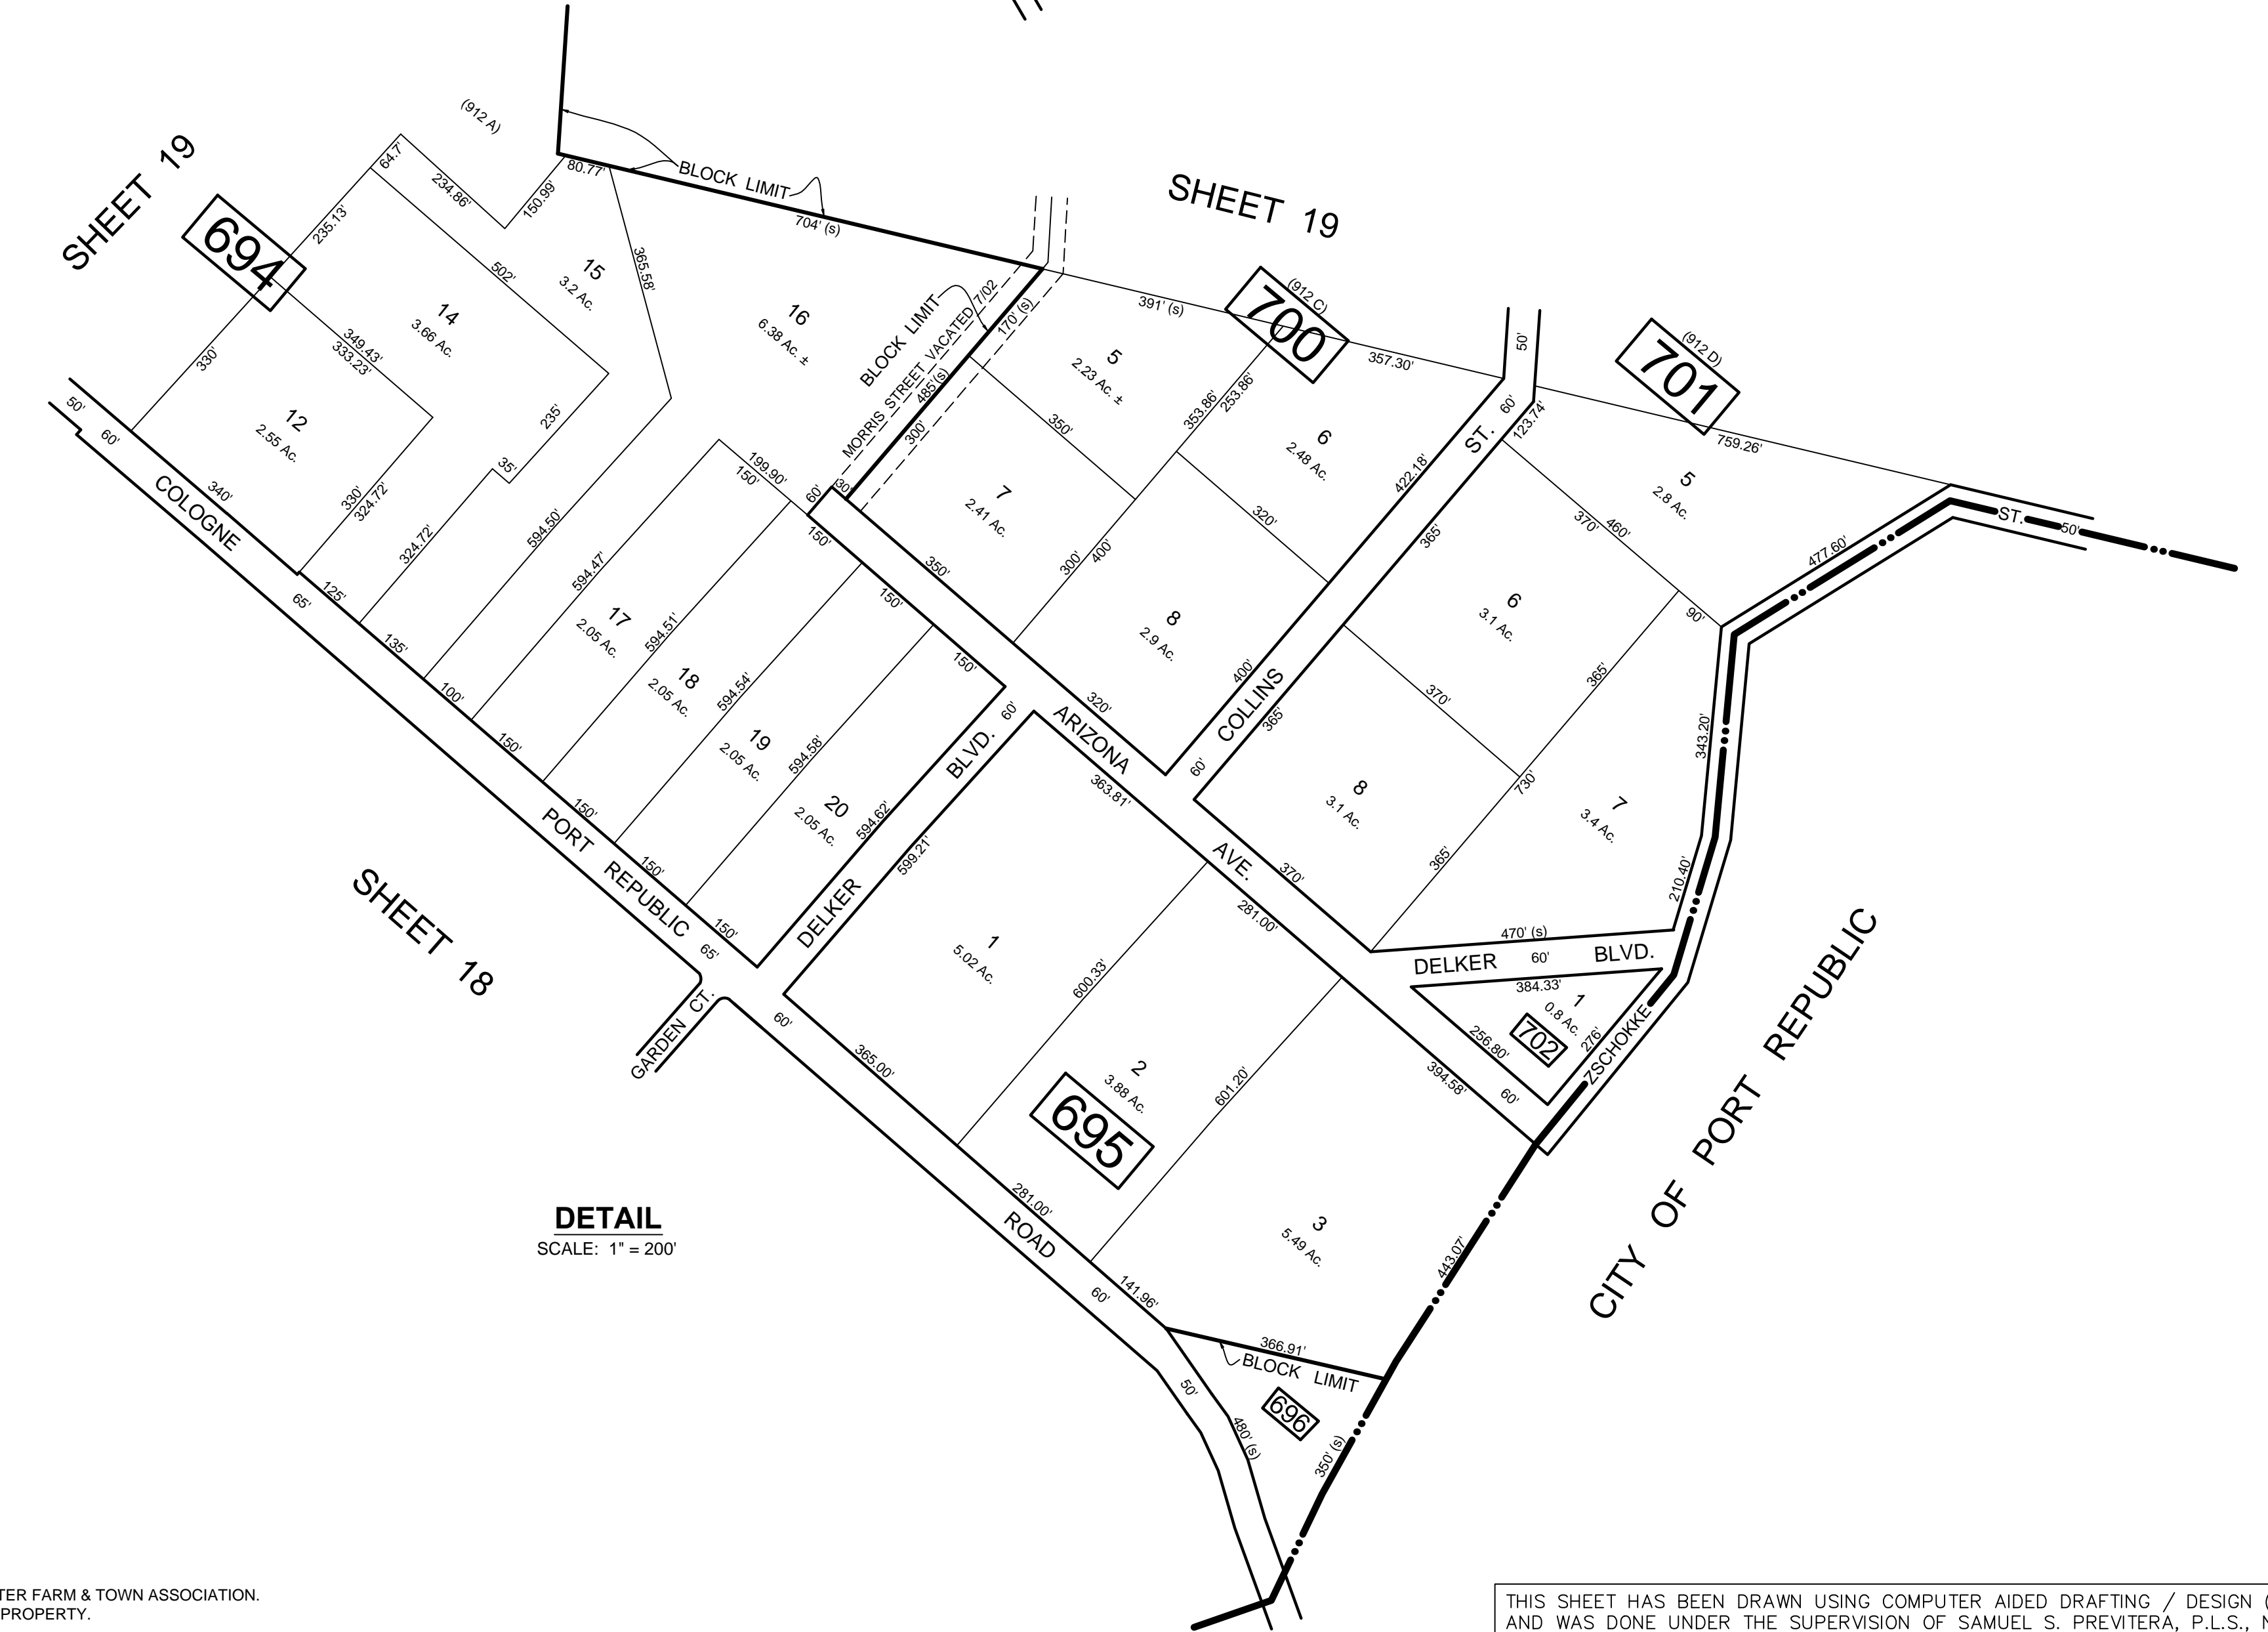 SHEET 19
694
(912 A)
64.7'
234.86'
150.99'
80.77'
BLOCK LIMIT
704' (s)
235.13'
502'
365.58'
15
3.2 Ac.
14
3.66 Ac.
349.43'
333.23'
330'
12
2.55 Ac.
330'
324.72'
340'
50'
60'
COLOGNE
65'
125'
35'
235'
324.72'
135'
594.50'
100'
16
6.38 Ac. ±
MORRIS STREET VACATED 7/02
BLOCK LIMIT
170' (s)
485'(s)
300'
30'
60'
199.90'
150'
594.47'
17
2.05 Ac.
594.51'
150'
18
2.05 Ac.
594.54'
150'
19
2.05 Ac.
594.58'
150'
20
2.05 Ac.
594.62'
150'
150'
150'
150'
PORT REPUBLIC
65'
SHEET 18
GARDEN CT.
60'
DELKER BLVD.
60'
599.21'
SHEET 19
391' (s)
(912 C)
700
357.30'
50'
5
2.23 Ac. ±
350'
353.86'
253.86'
6
2.48 Ac.
320'
422.18'
7
2.41 Ac.
350'
300'
400'
8
2.9 Ac.
320'
400'
COLLINS ST.
60'
60'
ARIZONA AVE.
(912 D)
701
759.26'
123.74'
5
2.8 Ac.
370'
460'
90'
365'
6
3.1 Ac.
365'
370'
365'
8
3.1 Ac.
370'
365'
730'
7
3.4 Ac.
477.60'
ST. 50'
343.20'
210.40'
470' (s)
DELKER 60' BLVD.
384.33'
1
0.8 Ac.
702
256.80'
276'
ZSCHOKKE
60'
394.58'
363.81'
281.00'
1
5.02 Ac.
600.33'
365.00'
2
3.88 Ac.
695
601.20'
281.00'
3
5.49 Ac.
141.96'
ROAD
60'
366.91'
BLOCK LIMIT
696
50'
480' (s)
350' (s)
443.07'
CITY OF PORT REPUBLIC
DETAIL
SCALE: 1" = 200'
TER FARM & TOWN ASSOCIATION.
PROPERTY.
THIS SHEET HAS BEEN DRAWN USING COMPUTER AIDED DRAFTING / DESIGN (
AND WAS DONE UNDER THE SUPERVISION OF SAMUEL S. PREVITERA, P.L.S., N